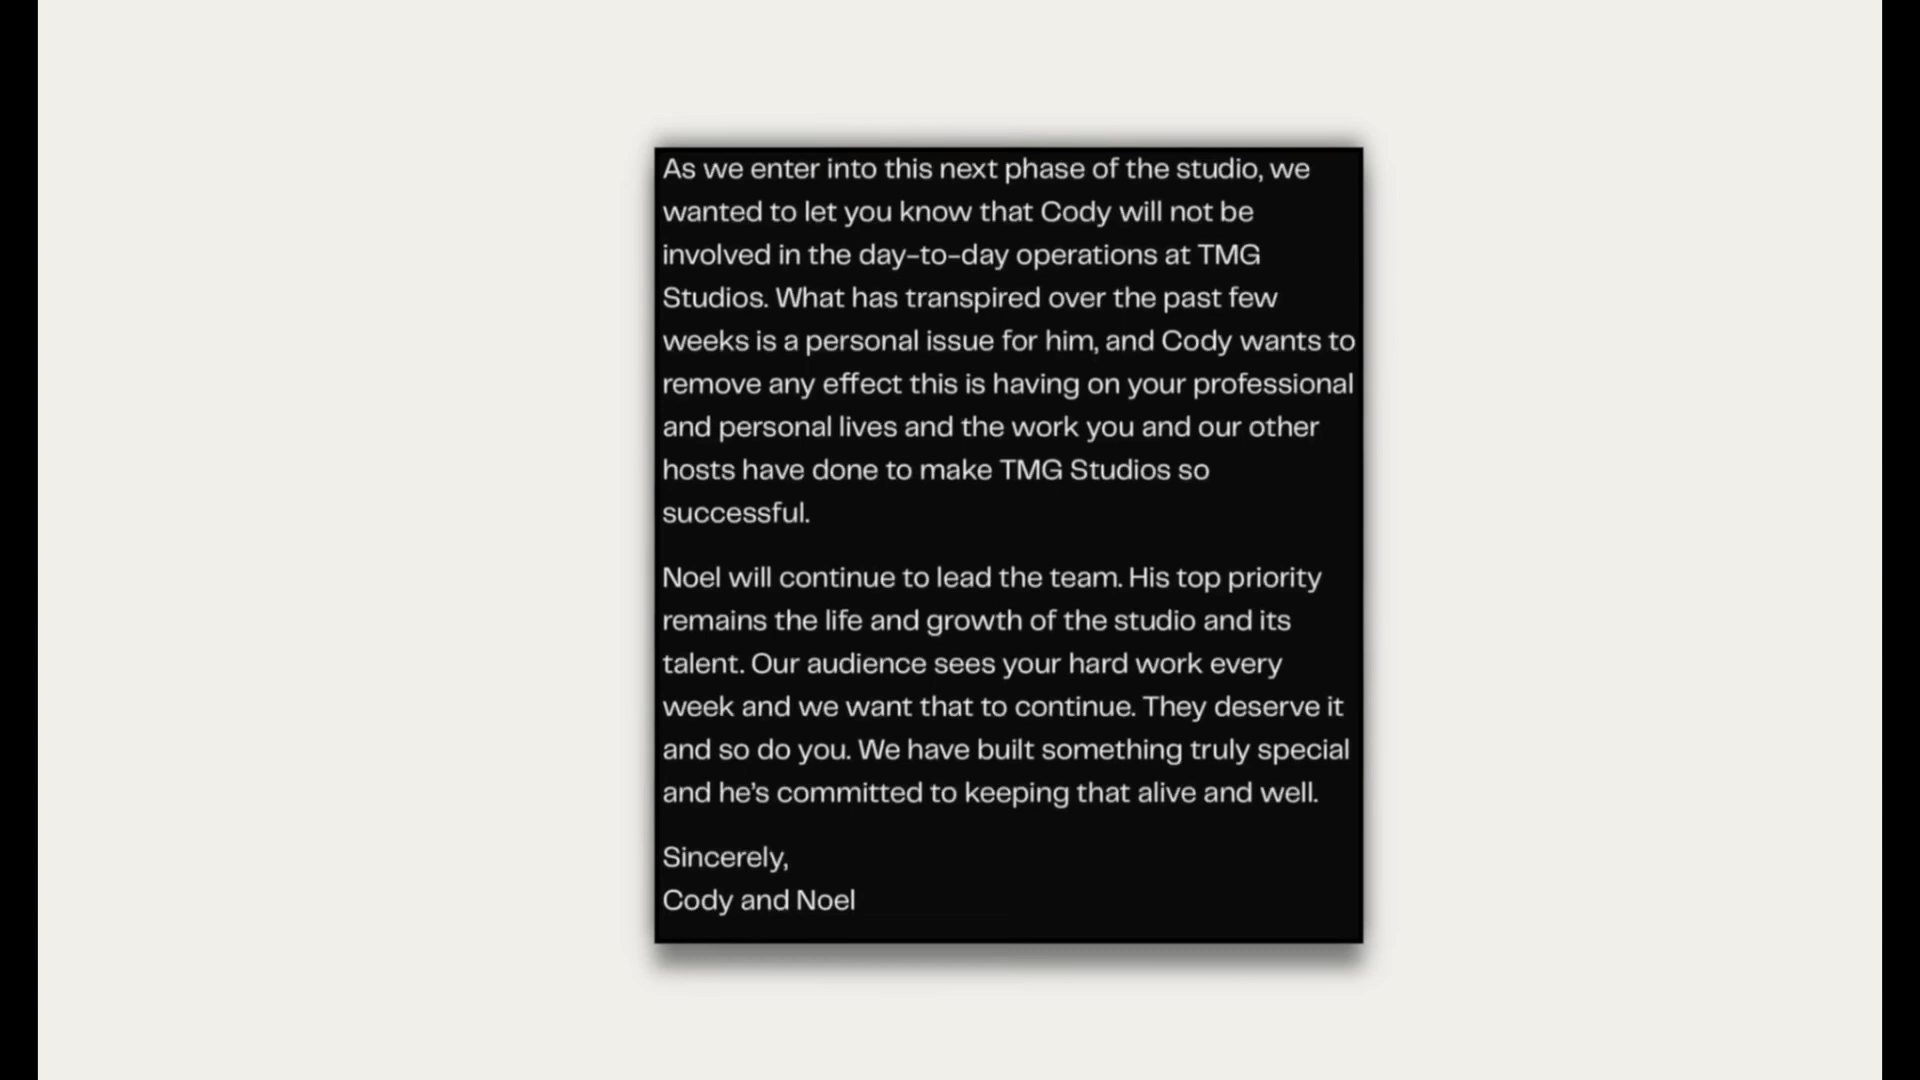 As we enter into this next phase of the studio, we
wanted to let you know that Cody will not be
involved in the day-to-day operations at TMG
Studios. What has transpired over the past few
weeks is a personal issue for him, and Cody wants to
remove any effect this is having on your professional
and personal lives and the work you and our other
hosts have done to make TMG Studios so
successful.
Noel will continue to lead the team. His top priority
remains the life and growth of the studio and its
talent. Our audience sees your hard work every
week and we want that to continue. They deserve it
and so do you. We have built something truly special
and he’s committed to keeping that alive and well.
Sincerely,
Cody and Noel